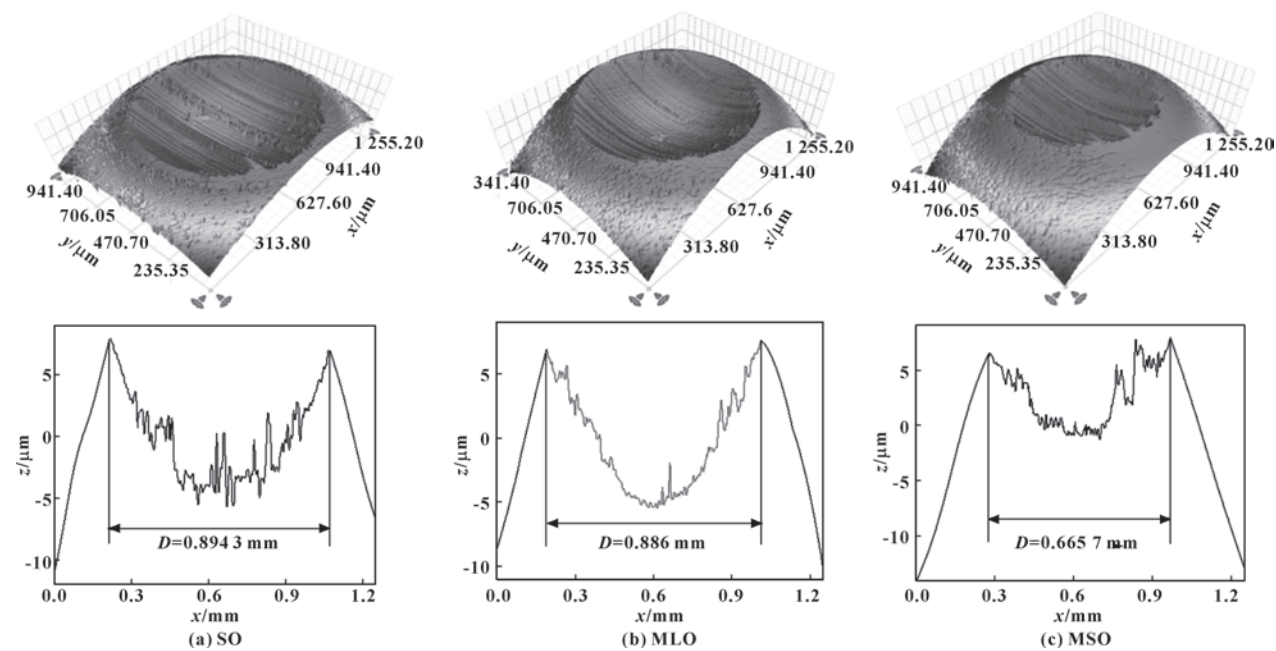 1 255.20
941.40
627.60
x/μm
313.80
941.40
706.05
470.70
y/μm
235.35
1 255.20
941.40
627.6
x/μm
313.80
341.40
706.05
470.70
y/μm
235.35
1 255.20
941.40
627.60
x/μm
313.80
941.40
706.05
470.70
y/μm
235.35
5
0
-5
-10
z/μm
D=0.894 3 mm
0.0 0.3 0.6 0.9 1.2
x/mm
(a) SO
5
0
-5
-10
z/μm
D=0.886 mm
0.0 0.3 0.6 0.9 1.2
x/mm
(b) MLO
5
0
-5
-10
z/μm
D=0.665 7 mm
0.0 0.3 0.6 0.9 1.2
x/mm
(c) MSO